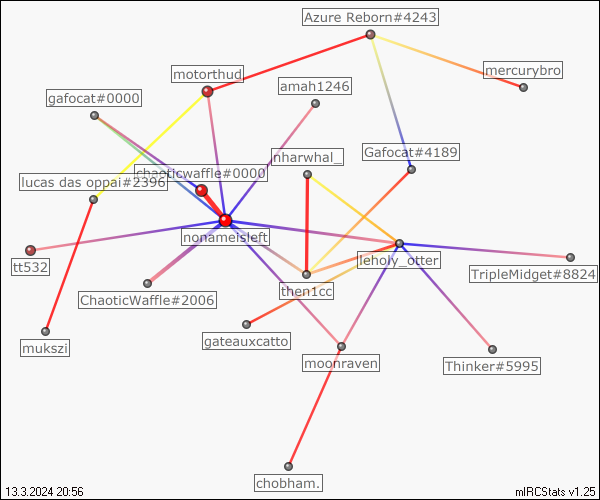 Azure Reborn#4243
mercurybro
motorthud
amah1246
gafocat#0000
nharwhal_
Gafocat#4189
chaoticwaffle#0000
lucas das oppai#2396
nonameisleft
leholy_otter
tt532
TripleMidget#8824
ChaoticWaffle#2006
then1cc
gateauxcatto
mukszi
moonraven
Thinker#5995
chobham.
13.3.2024 20:56
mIRCStats v1.25